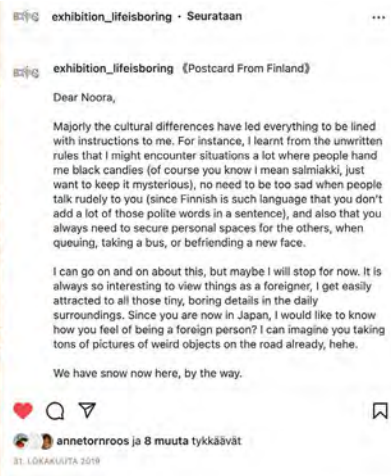 exhibition_lifeisboring • Seurataan
...
exhibition_lifeisboring 《Postcard From Finland》
Dear Noora,
Majorly the cultural differences have led everything to be lined
with instructions to me. For instance, I learnt from the unwritten
rules that I might encounter situations a lot where people hand
me black candies (of course you know I mean salmiakki, just
want to keep it mysterious), no need to be too sad when people
talk rudely to you (since Finnish is such language that you don't
add a lot of those polite words in a sentence), and also that you
always need to secure personal spaces for the others, when
queuing, taking a bus, or befriending a new face.
I can go on and on about this, but maybe I will stop for now. It is
always so interesting to view things as a foreigner, I get easily
attracted to all those tiny, boring details in the daily
surroundings. Since you are now in Japan, I would like to know
how you feel of being a foreign person? I can imagine you taking
tons of pictures of weird objects on the road already, hehe.
We have snow now here, by the way.
annetornroos ja 8 muuta tykkäävät
31. LOKAKUUTA 2019